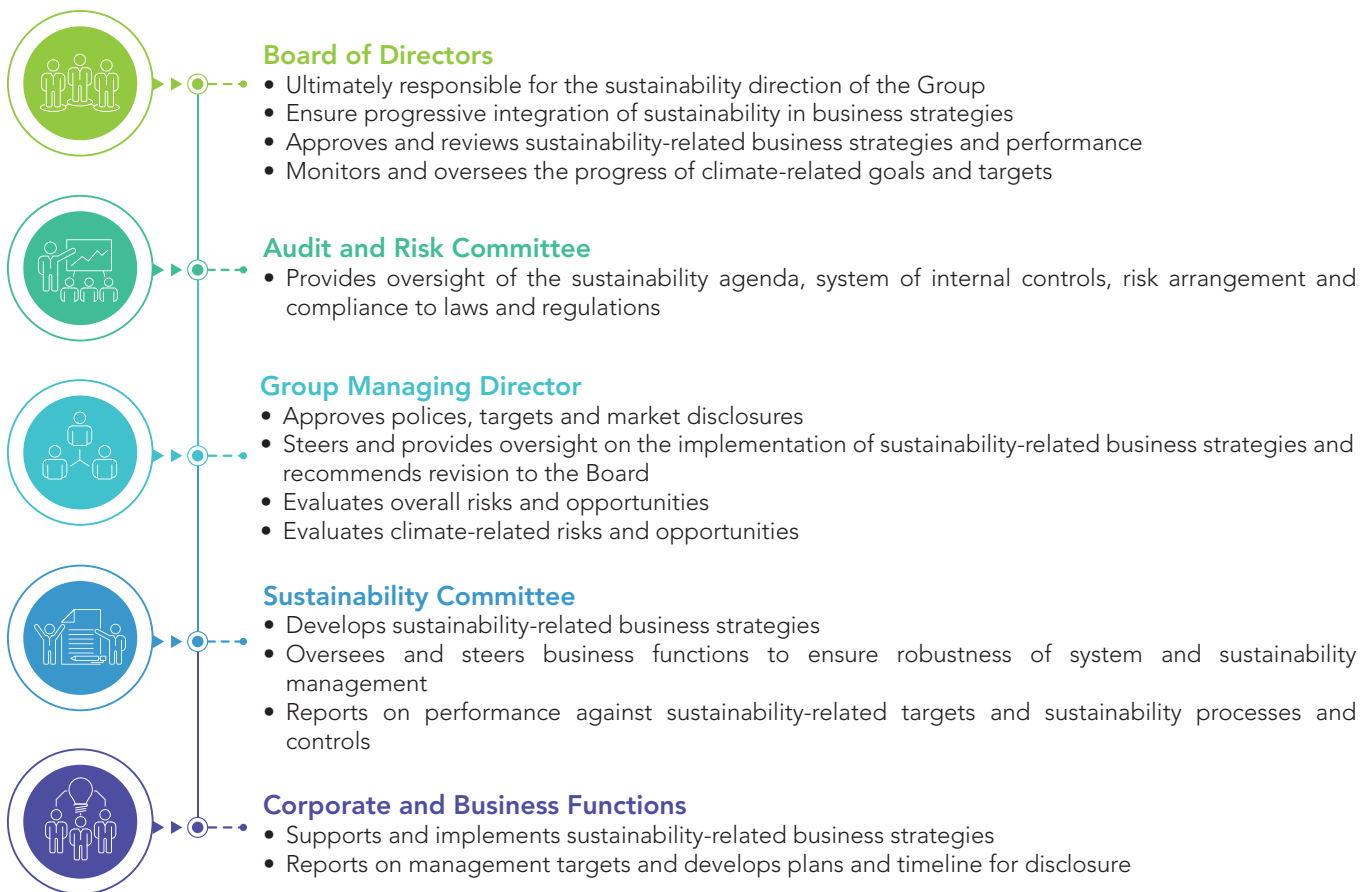 Board of Directors
• Ultimately responsible for the sustainability direction of the Group
• Ensure progressive integration of sustainability in business strategies
• Approves and reviews sustainability-related business strategies and performance
• Monitors and oversees the progress of climate-related goals and targets
Audit and Risk Committee
• Provides oversight of the sustainability agenda, system of internal controls, risk arrangement and
compliance to laws and regulations
Group Managing Director
• Approves polices, targets and market disclosures
• Steers and provides oversight on the implementation of sustainability-related business strategies and
recommends revision to the Board
• Evaluates overall risks and opportunities
• Evaluates climate-related risks and opportunities
Sustainability Committee
• Develops sustainability-related business strategies
• Oversees and steers business functions to ensure robustness of system and sustainability
management
• Reports on performance against sustainability-related targets and sustainability processes and
controls
Corporate and Business Functions
• Supports and implements sustainability-related business strategies
• Reports on management targets and develops plans and timeline for disclosure